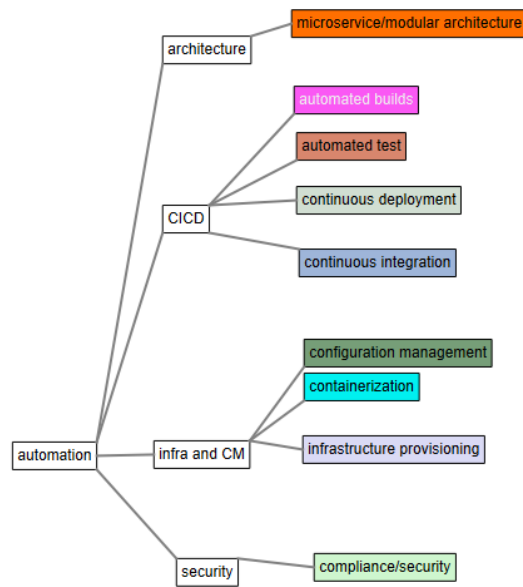 microservice/modular architecture
architecture
automated builds
automated test
continuous deployment
CICD
continuous integration
configuration management
containerization
infrastructure provisioning
automation
infra and CM
compliance/security
security